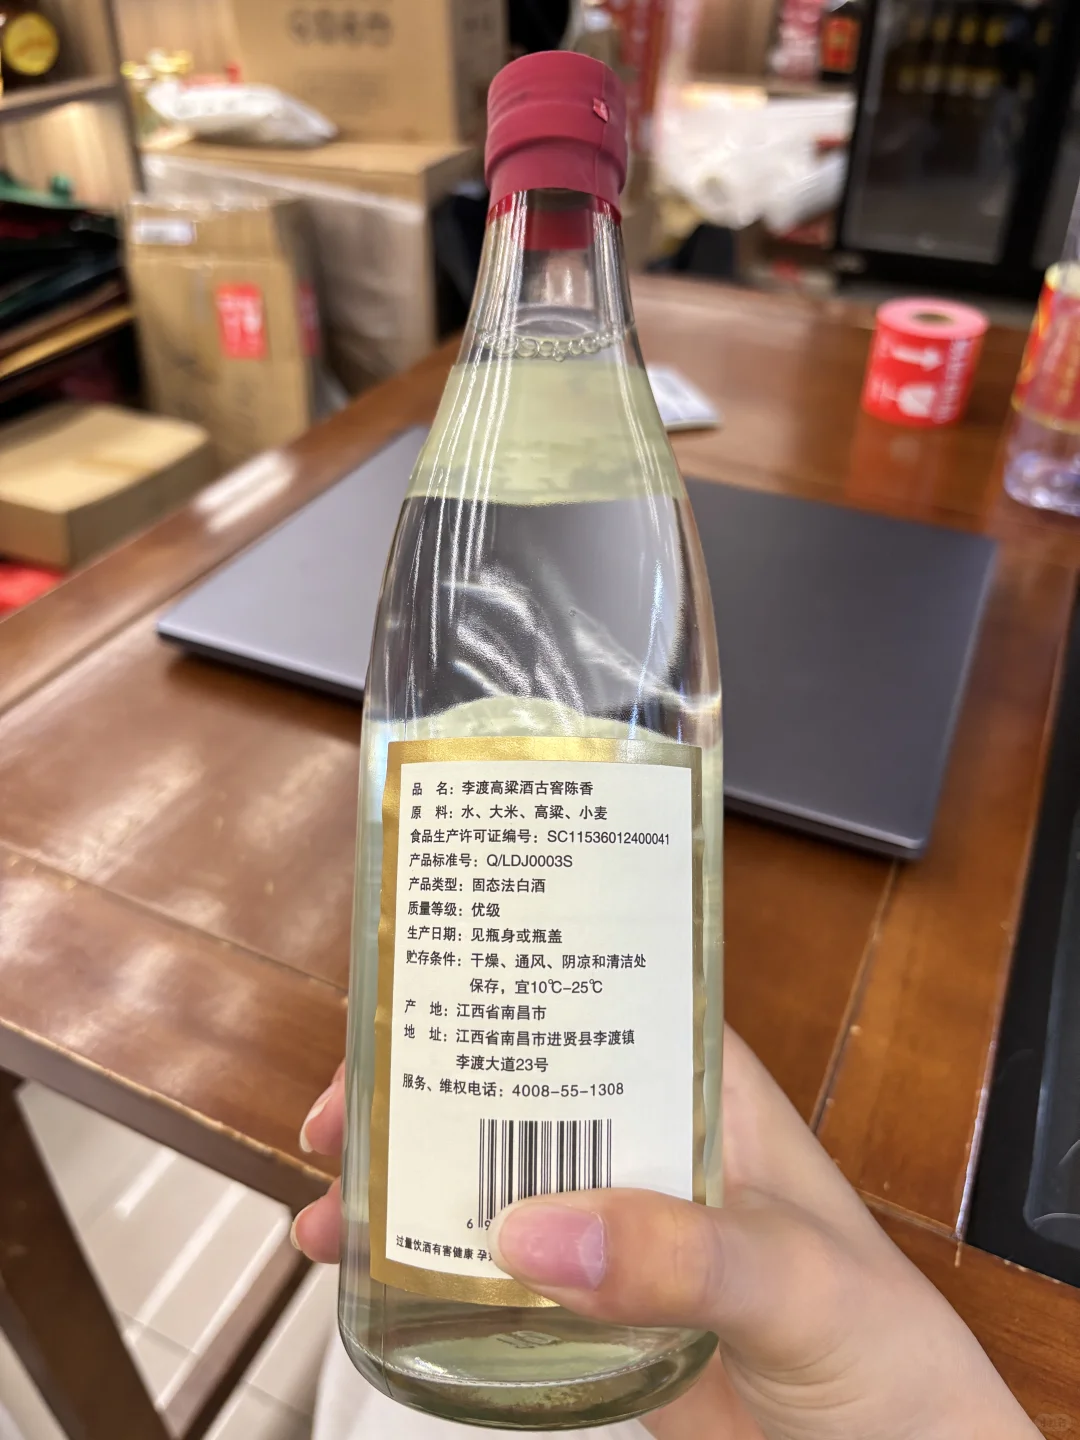 品 名：李渡高粱酒古窖陈香
原 料：水、大米、高粱、小麦
食品生产许可证编号：SC11536012400041
产品标准号：Q/LDJ0003S
产品类型：固态法白酒
质量等级：优级
生产日期：见瓶身或瓶盖
贮存条件：干燥、通风、阴凉和清洁处
保存，宜10℃-25℃
产 地：江西省南昌市
地 址：江西省南昌市进贤县李渡镇
李渡大道23号
服务、维权电话：4008-55-1308
6 9
过量饮酒有害健康 孕